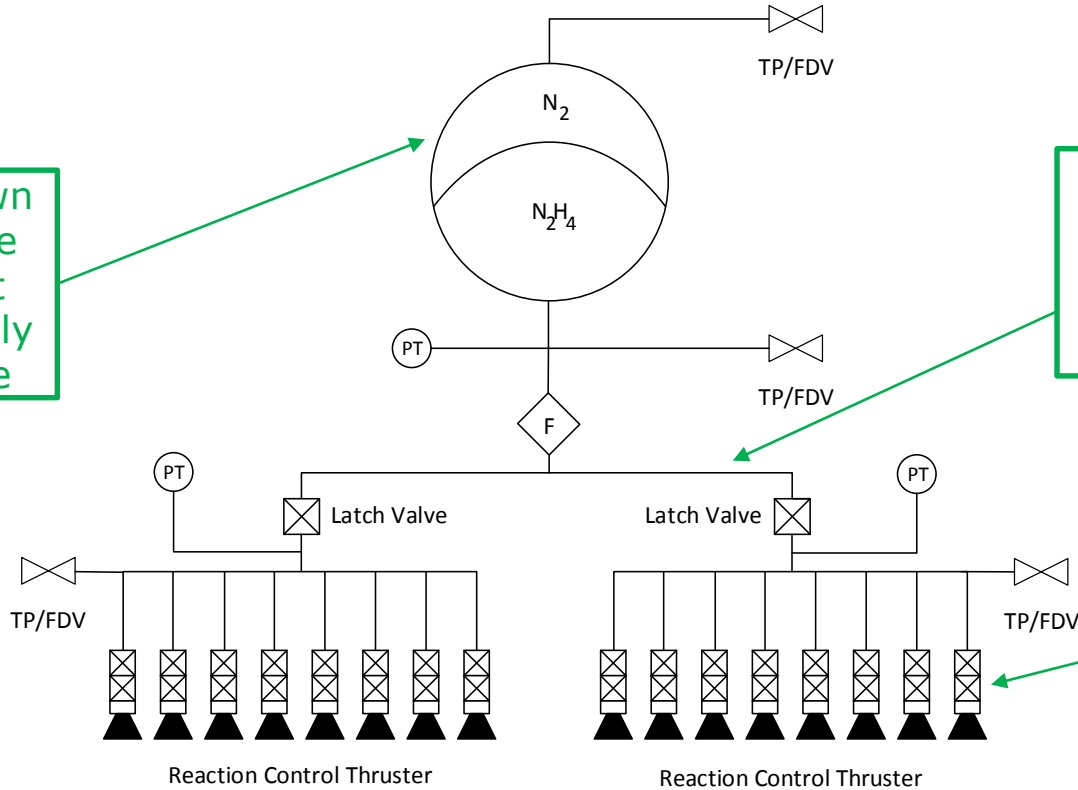 TP/FDV
N2
N2H4
PT
TP/FDV
F
PT
PT
Latch Valve
Latch Valve
TP/FDV
TP/FDV
Reaction Control Thruster
Reaction Control Thruster